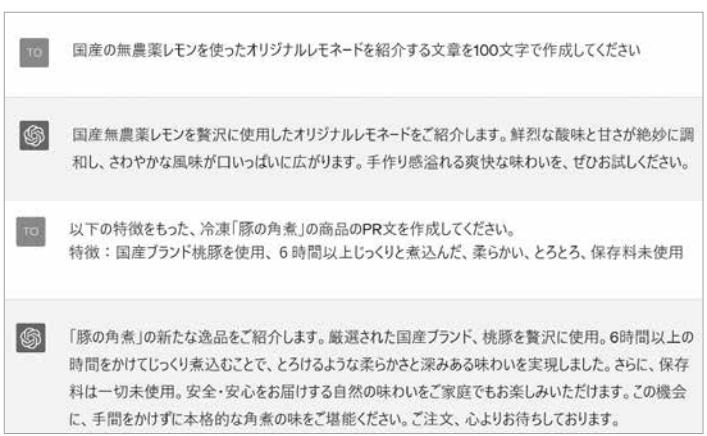 TO
国産の無農薬レモンを使ったオリジナルレモネードを紹介する文章を100文字で作成してください
国産無農薬レモンを贅沢に使用したオリジナルレモネードをご紹介します。鮮烈な酸味と甘さが絶妙に調
和し、さわやかな風味が口いっぱいに広がります。手作り感溢れる爽快な味わいを、ぜひお試しください。
TO
以下の特徴をもった、冷凍「豚の角煮」の商品のPR文を作成してください。
特徴：国産ブランド桃豚を使用、6時間以上じっくりと煮込んだ、柔らかい、とろとろ、保存料未使用
「豚の角煮」の新たな逸品をご紹介します。厳選された国産ブランド、桃豚を贅沢に使用。6時間以上の
時間をかけてじっくり煮込むことで、とろけるような柔らかさと深みある味わいを実現しました。さらに、保存
料は一切未使用。安全・安心をお届けする自然の味わいをご家庭でもお楽しみいただけます。この機会
に、手間をかけずに本格的な角煮の味をご堪能ください。ご注文、心よりお待ちしております。